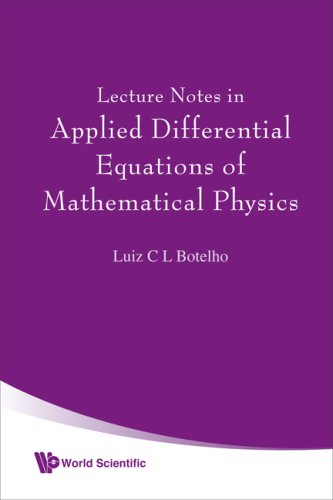 Lecture Notes in
Applied Differential
Equations of
Mathematical Physics
Luiz C L Botelho
World Scientific